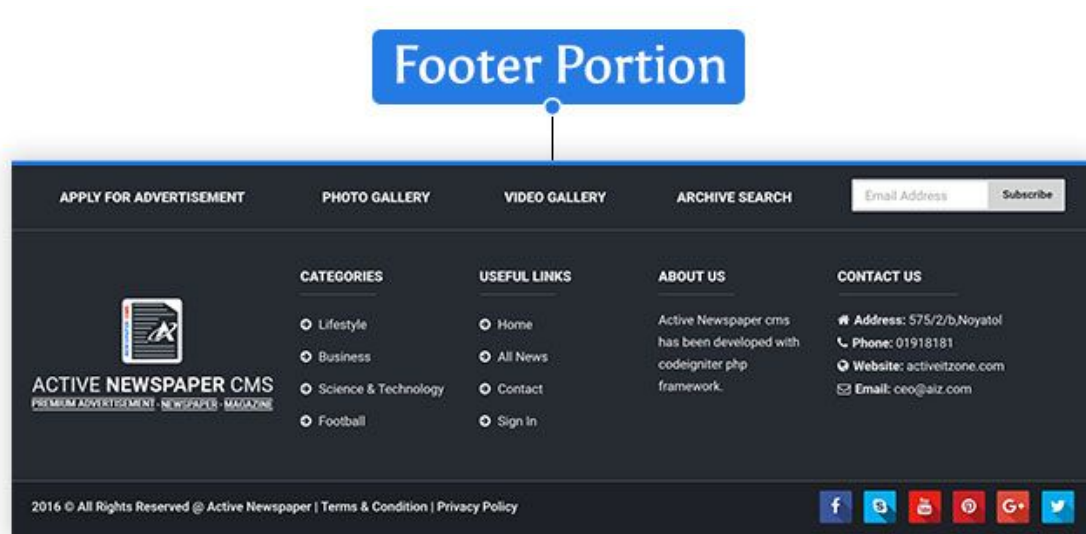 Footer Portion
APPLY FOR ADVERTISEMENT
PHOTO GALLERY
VIDEO GALLERY
ARCHIVE SEARCH
Email Address
Subscribe
ACTIVE NEWSPAPER CMS
PREMIUM ADVERTISEMENT - NEWSPAPER - MAGAZINE
CATEGORIES
Lifestyle
Business
Science & Technology
Football
USEFUL LINKS
Home
All News
Contact
Sign In
ABOUT US
Active Newspaper cms
has been developed with
codeigniter php
framework.
CONTACT US
Address: 575/2/b,Noyatol
Phone: 01918181
Website: activeitzone.com
Email: ceo@aiz.com
2016 © All Rights Reserved @ Active Newspaper | Terms & Condition | Privacy Policy